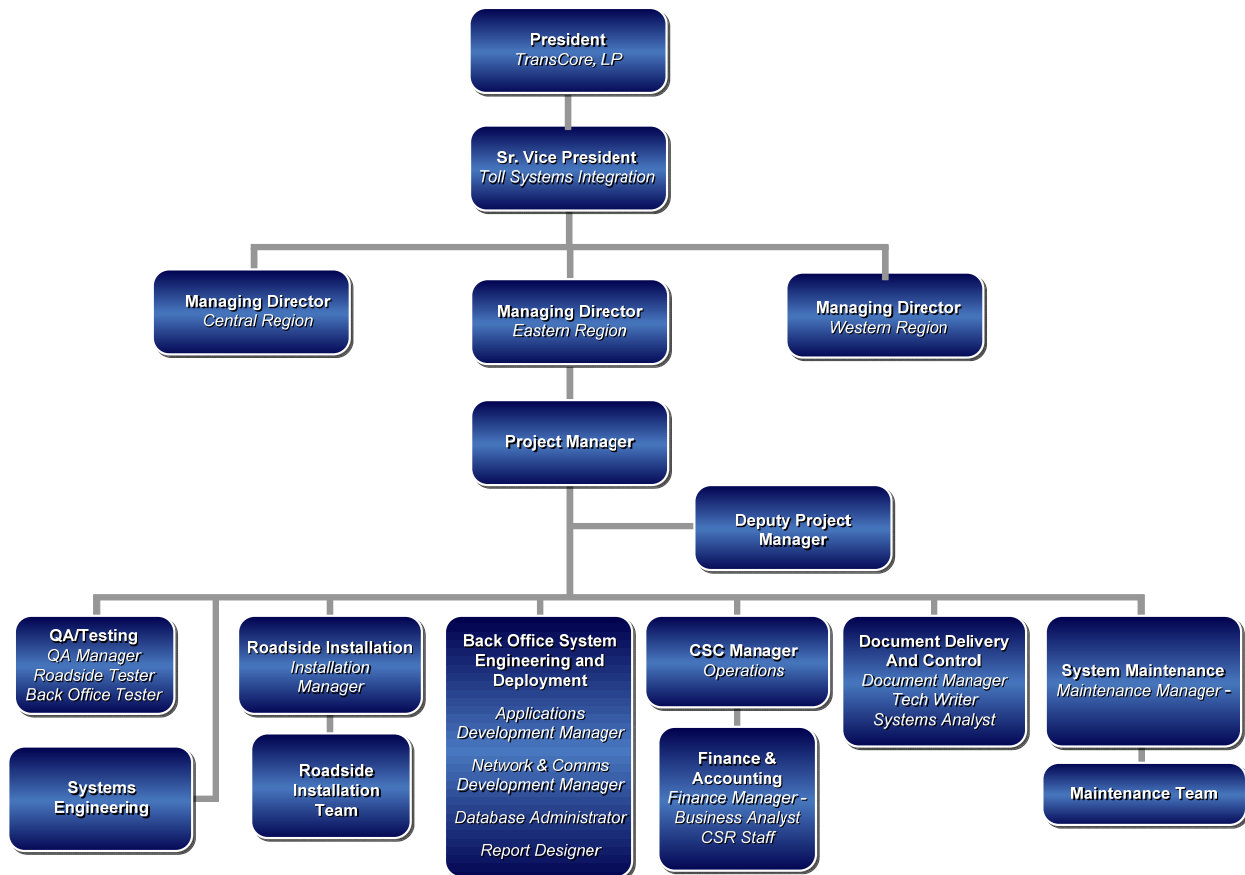 President
TransCore, LP
Sr. Vice President
Toll Systems Integration
Managing Director
Central Region
Managing Director
Eastern Region
Managing Director
Western Region
Project Manager
Deputy Project
Manager
QA/Testing
QA Manager
Roadside Tester
Back Office Tester
Systems
Engineering
Roadside Installation
Installation
Manager
Roadside
Installation
Team
Back Office System
Engineering and
Deployment
Applications
Development Manager
Network & Comms
Development Manager
Database Administrator
Report Designer
CSC Manager
Operations
Finance &
Accounting
Finance Manager -
Business Analyst
CSR Staff
Document Delivery
And Control
Document Manager
Tech Writer
Systems Analyst
System Maintenance
Maintenance Manager -
Maintenance Team